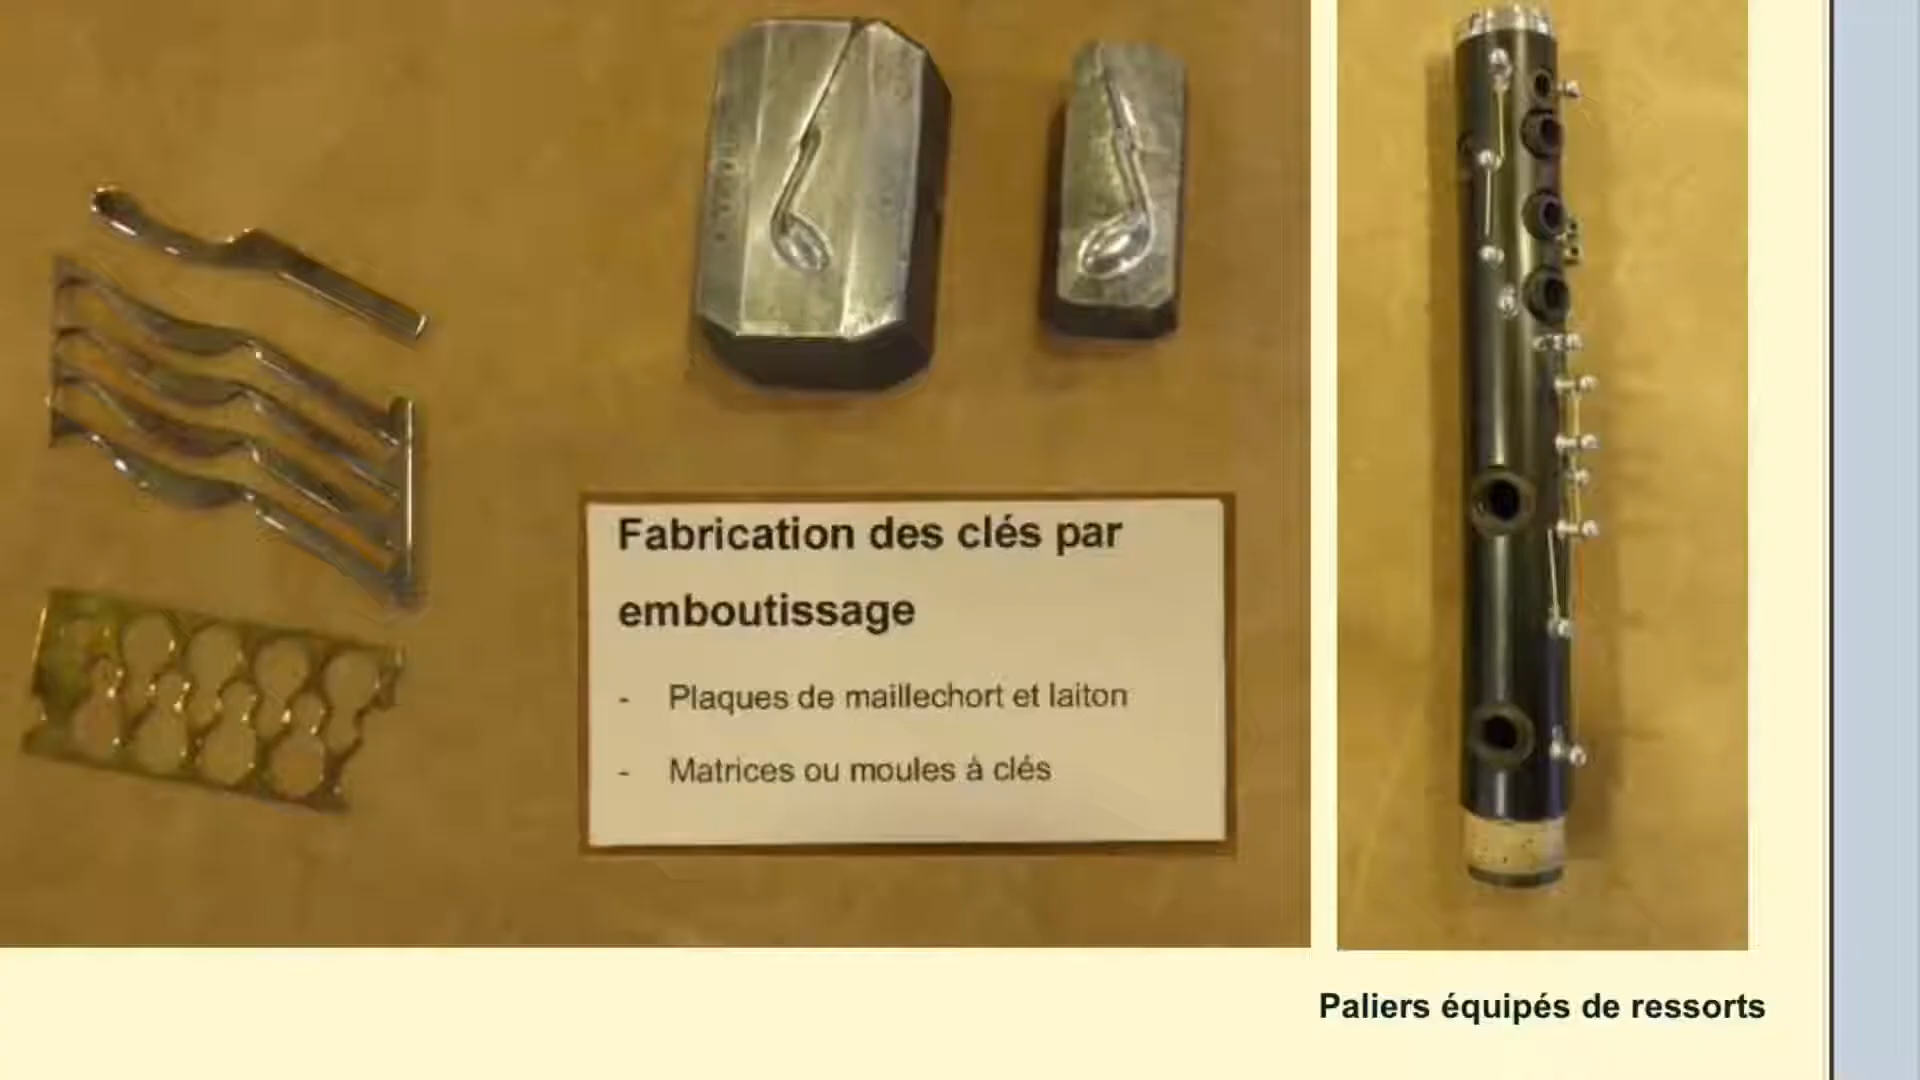 Fabrication des clés par
emboutissage
- Plaques de maillechort et laiton
- Matrices ou moules à clés
Paliers équipés de ressorts